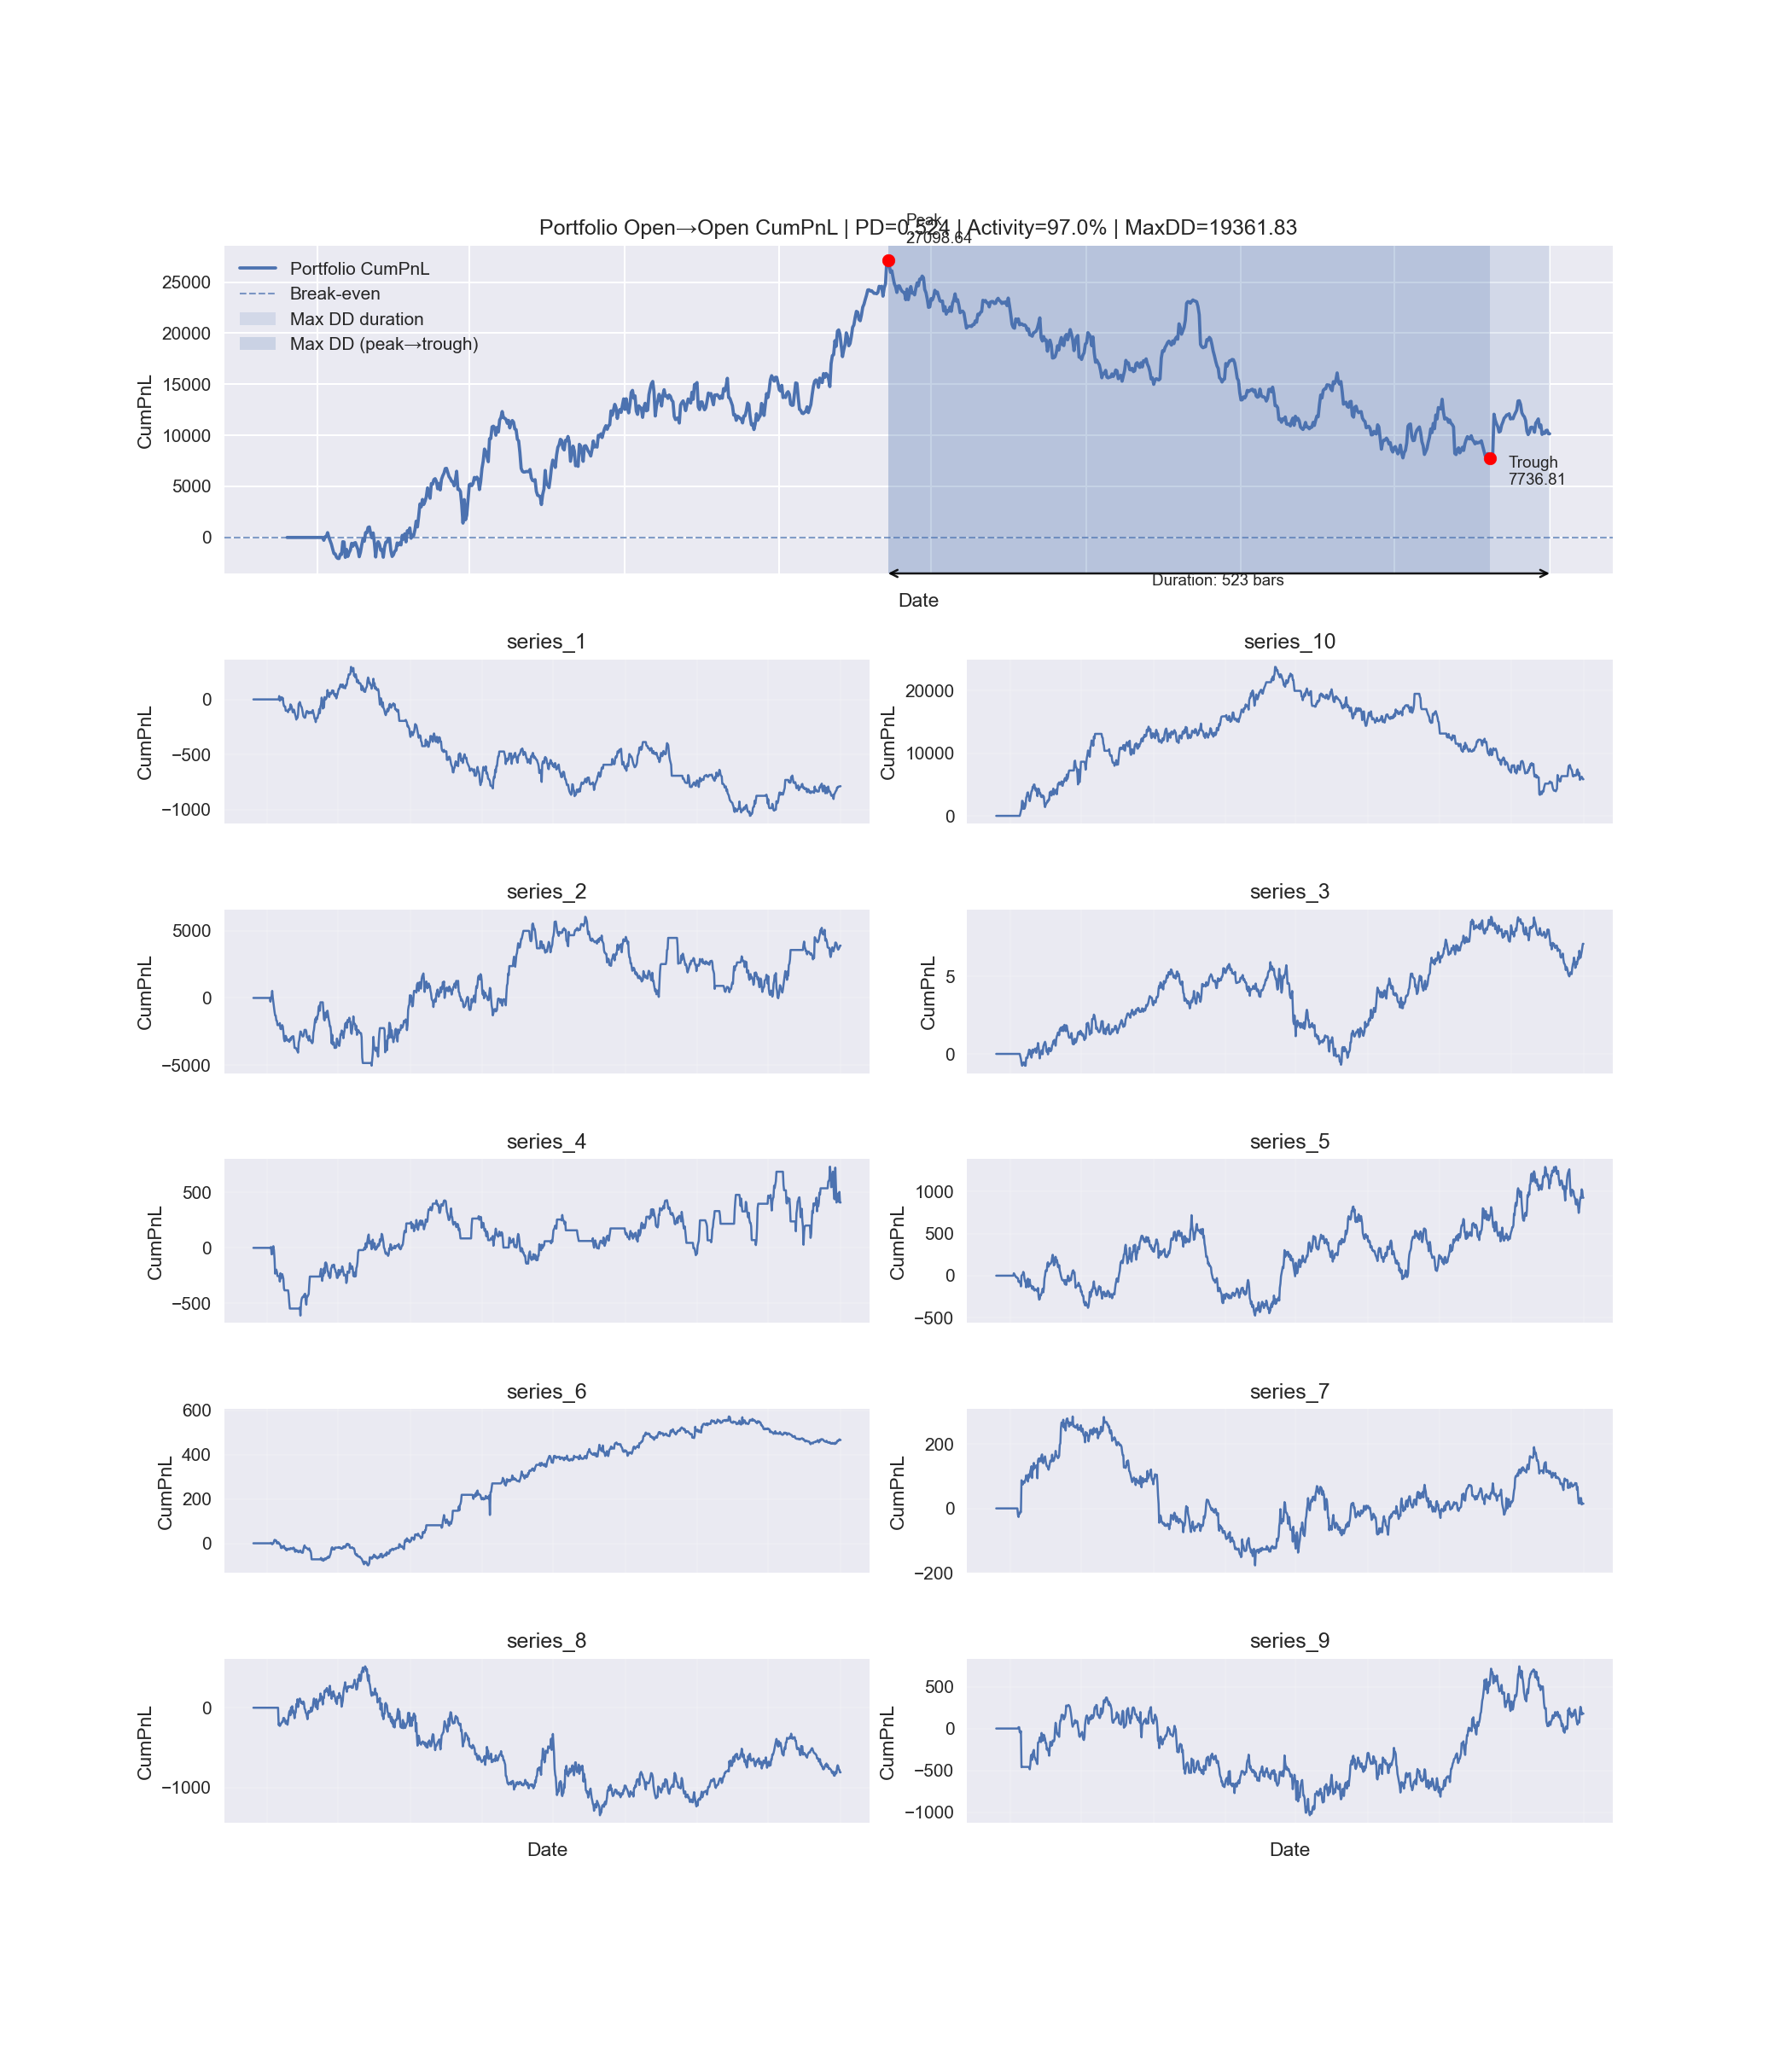 Portfolio Open→Open CumPnL | PD=0.524 | Activity=97.0% | MaxDD=19361.83
Peak
27098.64
Portfolio CumPnL
Break-even
Max DD duration
Max DD (peak→trough)
CumPnL
25000
20000
15000
10000
5000
0
Trough
7736.81
Duration: 523 bars
Date
series_1
CumPnL
0
−500
−1000
series_10
CumPnL
20000
10000
0
series_2
CumPnL
5000
0
−5000
series_3
CumPnL
5
0
series_4
CumPnL
500
0
−500
series_5
CumPnL
1000
500
0
−500
series_6
CumPnL
600
400
200
0
series_7
CumPnL
200
0
−200
series_8
CumPnL
0
−1000
Date
series_9
CumPnL
500
0
−500
−1000
Date